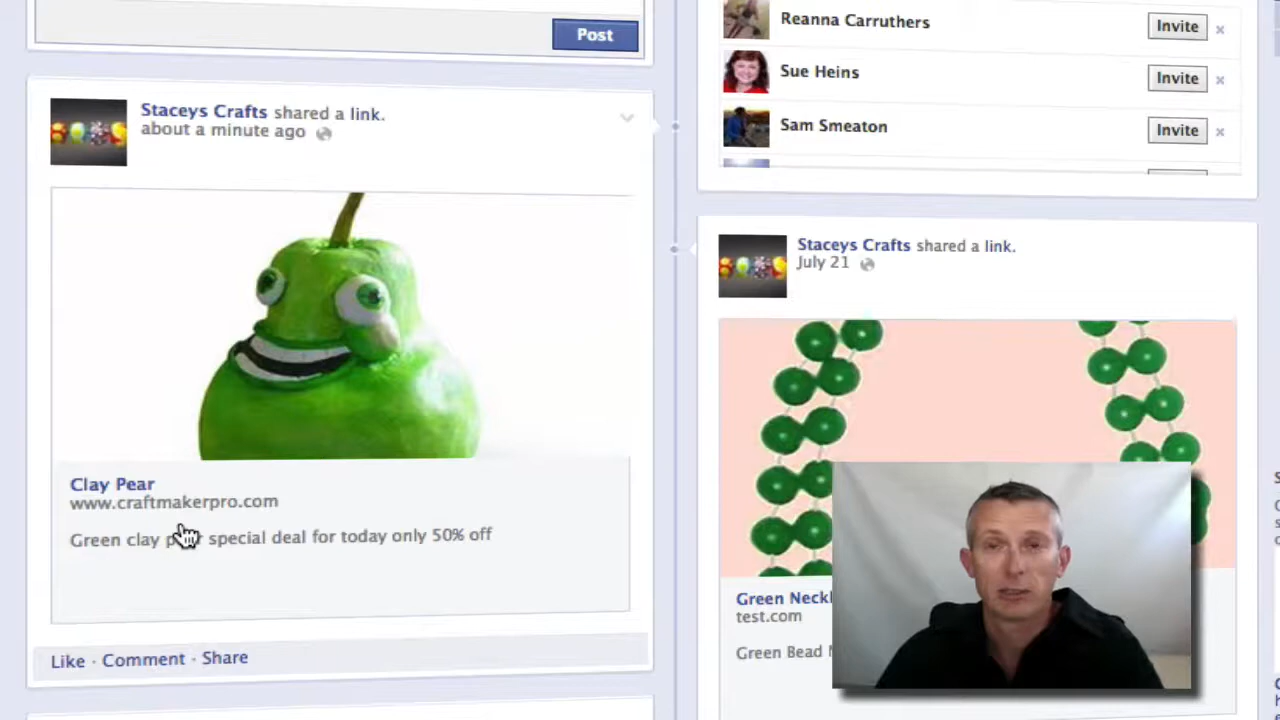 Post
Staceys Crafts shared a link.
about a minute ago
Clay Pear
www.craftmakerpro.com
Green clay special deal for today only 50% off
Like · Comment · Share
Reanna Carruthers
Invite
Sue Heins
Invite
Sam Smeaton
Invite
Staceys Crafts shared a link.
July 21
Green
test.com
Green Bead